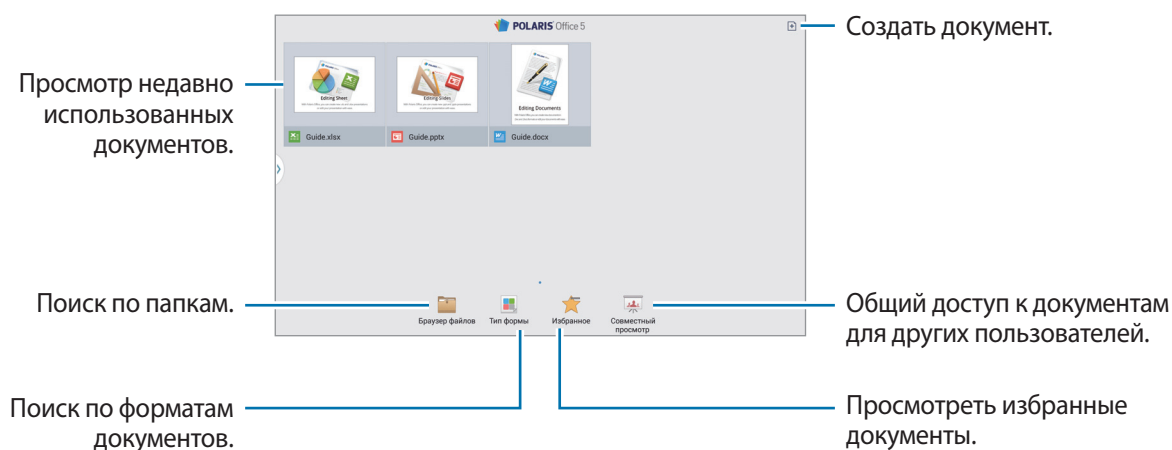 POLARIS Office 5
Создать документ.
Просмотр недавно
использованных
документов.
Editing Sheet
Editing Slides
Editing Documents
Guide.xlsx
Guide.pptx
Guide.docx
Поиск по папкам.
Браузер файлов
Тип формы
Избранное
Совместный
просмотр
Общий доступ к документам
для других пользователей.
Поиск по форматам
документов.
Просмотреть избранные
документы.